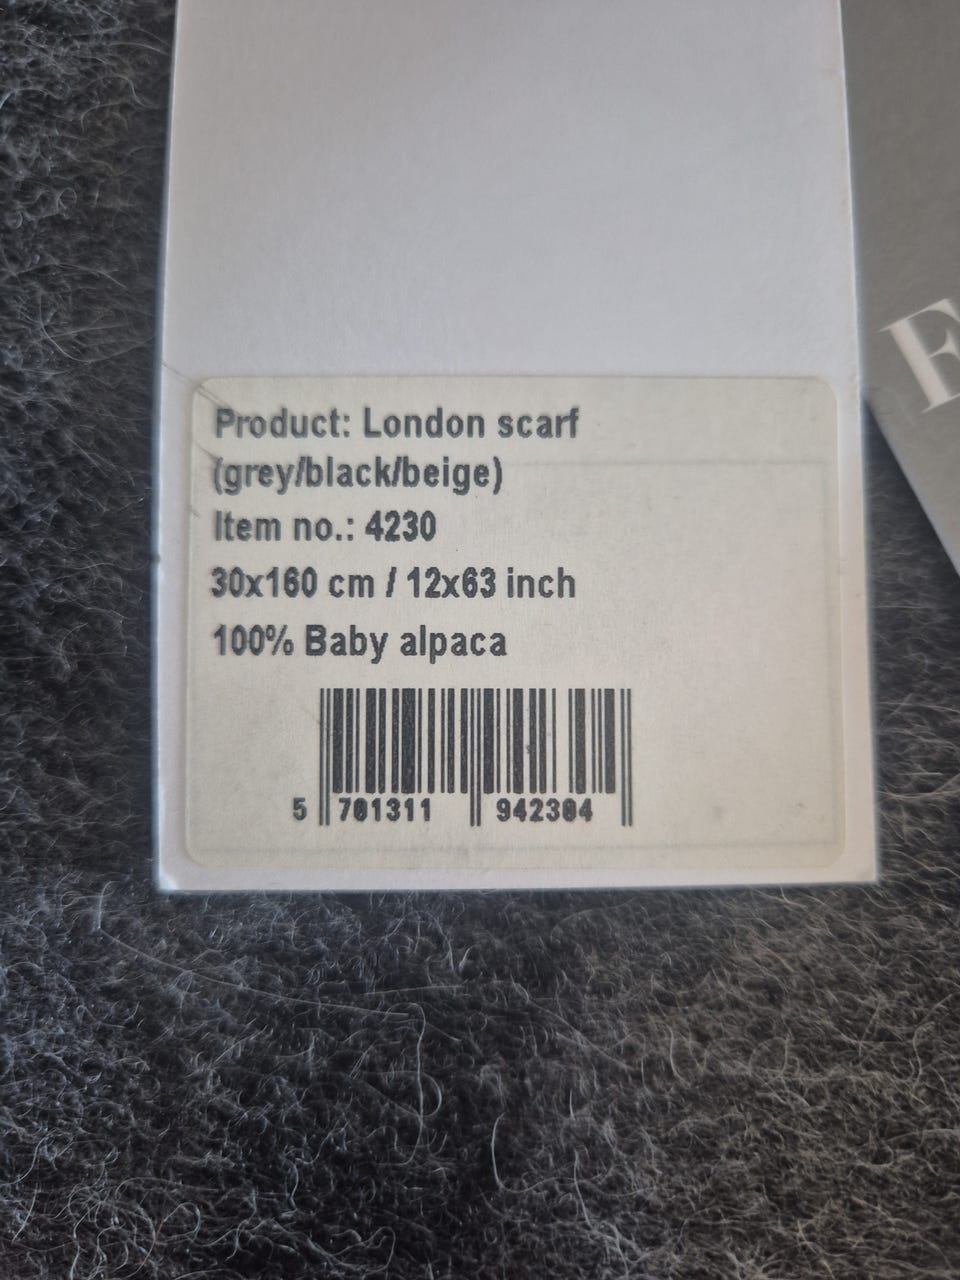 Product: London scarf
(grey/black/beige)
Item no.: 4230
30x160 cm / 12x63 inch
100% Baby alpaca
5 701311 942304